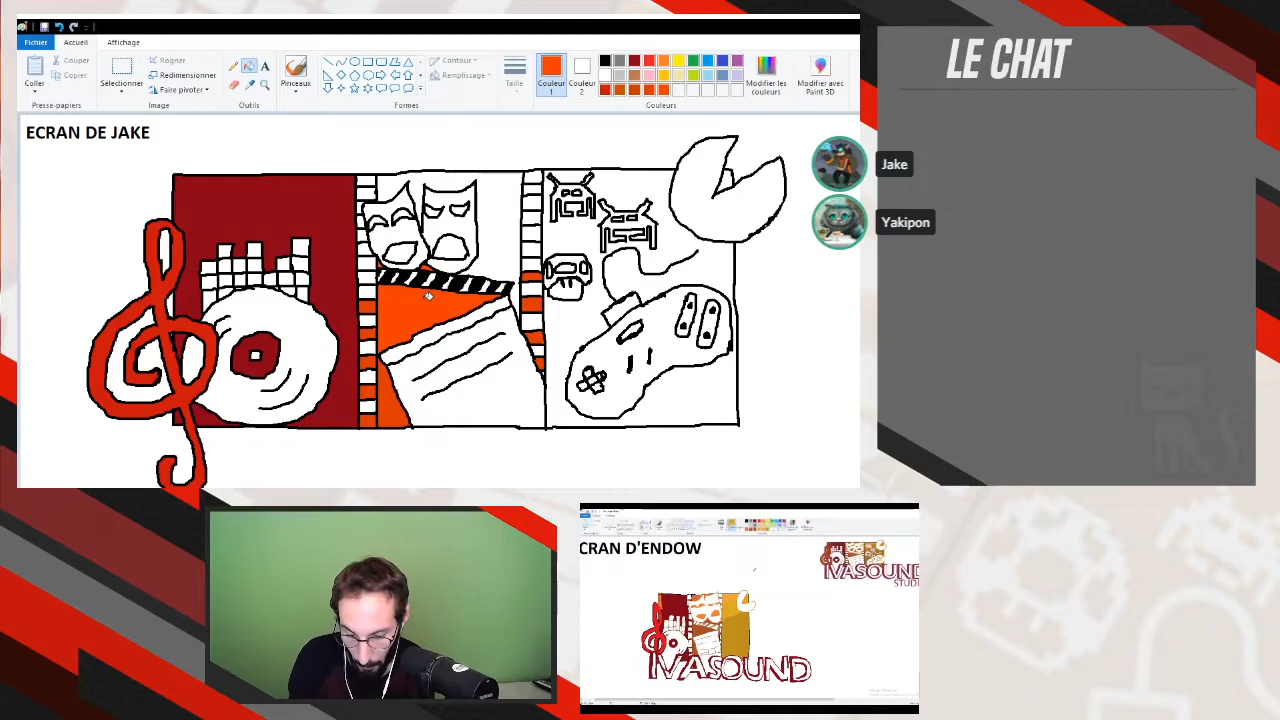 Fichier Accueil Affichage
Coller
Couper
Copier
Presse-papiers
Sélectionner
Rogner
Redimensionner
Faire pivoter
Image
A
Outils
Pinceaux
Contour
Remplissage
Formes
Taille
Couleur
1
Couleur
2
Modifier les
couleurs
Modifier avec
Paint 3D
Couleurs
ECRAN DE JAKE
LE CHAT
Jake
Yakipon
CRAN D'ENDOW
IVASOUND
STUD
IVASOUND